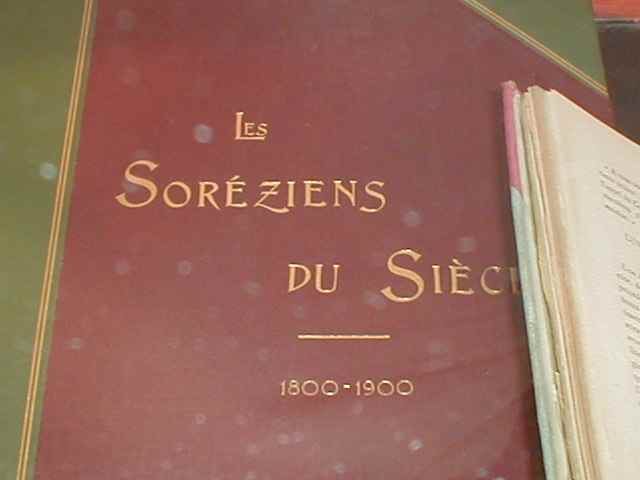 Les
Soréziens
du Sièc
1800-1900